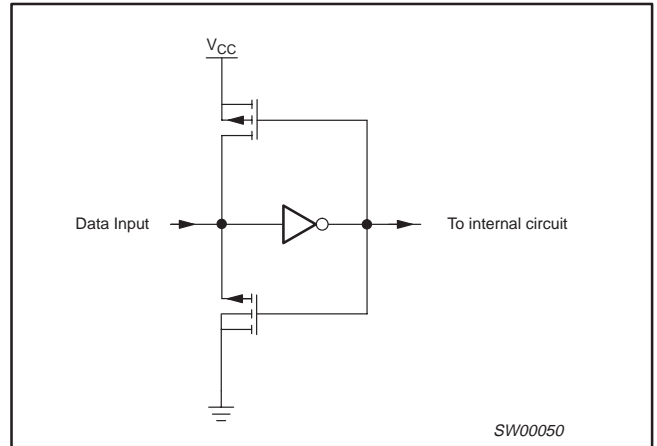 VCC
Data Input
To internal circuit
SW00050